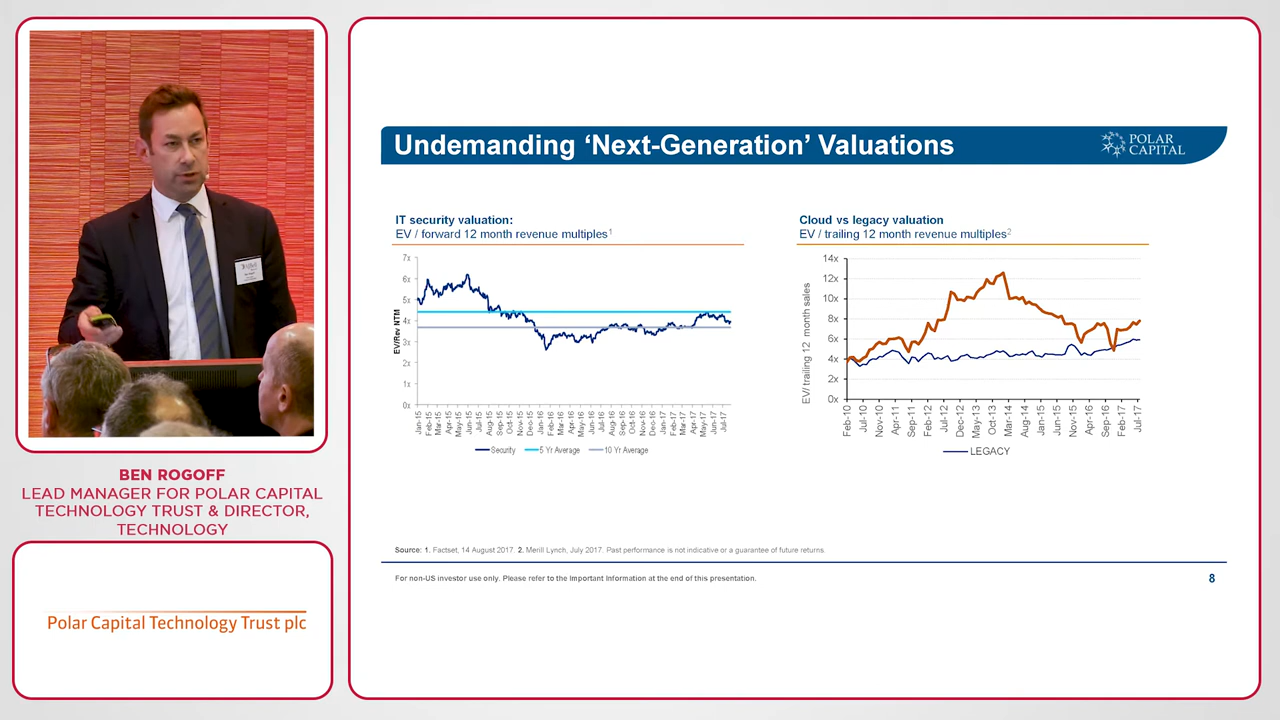 BEN ROGOFF
LEAD MANAGER FOR POLAR CAPITAL
TECHNOLOGY TRUST & DIRECTOR,
TECHNOLOGY
Polar Capital Technology Trust plc
Undemanding ‘Next-Generation’ Valuations
POLAR
CAPITAL
IT security valuation:
EV / forward 12 month revenue multiples1
EV/Rev NTM
7x
6x
5x
4x
3x
2x
1x
0x
Jan-15
Feb-15
Mar-15
Apr-15
May-15
Jun-15
Jul-15
Aug-15
Sep-15
Oct-15
Nov-15
Dec-15
Jan-16
Feb-16
Mar-16
Apr-16
May-16
Jun-16
Jul-16
Aug-16
Sep-16
Oct-16
Nov-16
Dec-16
Jan-17
Feb-17
Mar-17
Apr-17
May-17
Jun-17
Jul-17
Security 5 Yr Average 10 Yr Average
Cloud vs legacy valuation
EV / trailing 12 month revenue multiples2
EV/ trailing 12 month sales
14x
12x
10x
8x
6x
4x
2x
0x
Feb-10
Jul-10
Nov-10
Apr-11
Sep-11
Feb-12
Jul-12
Dec-12
May-13
Oct-13
Mar-14
Aug-14
Jan-15
Jun-15
Nov-15
Apr-16
Sep-16
Feb-17
Jul-17
LEGACY
Source: 1. Factset, 14 August 2017. 2. Merill Lynch, July 2017. Past performance is not indicative or a guarantee of future returns.
For non-US investor use only. Please refer to the Important Information at the end of this presentation.
8